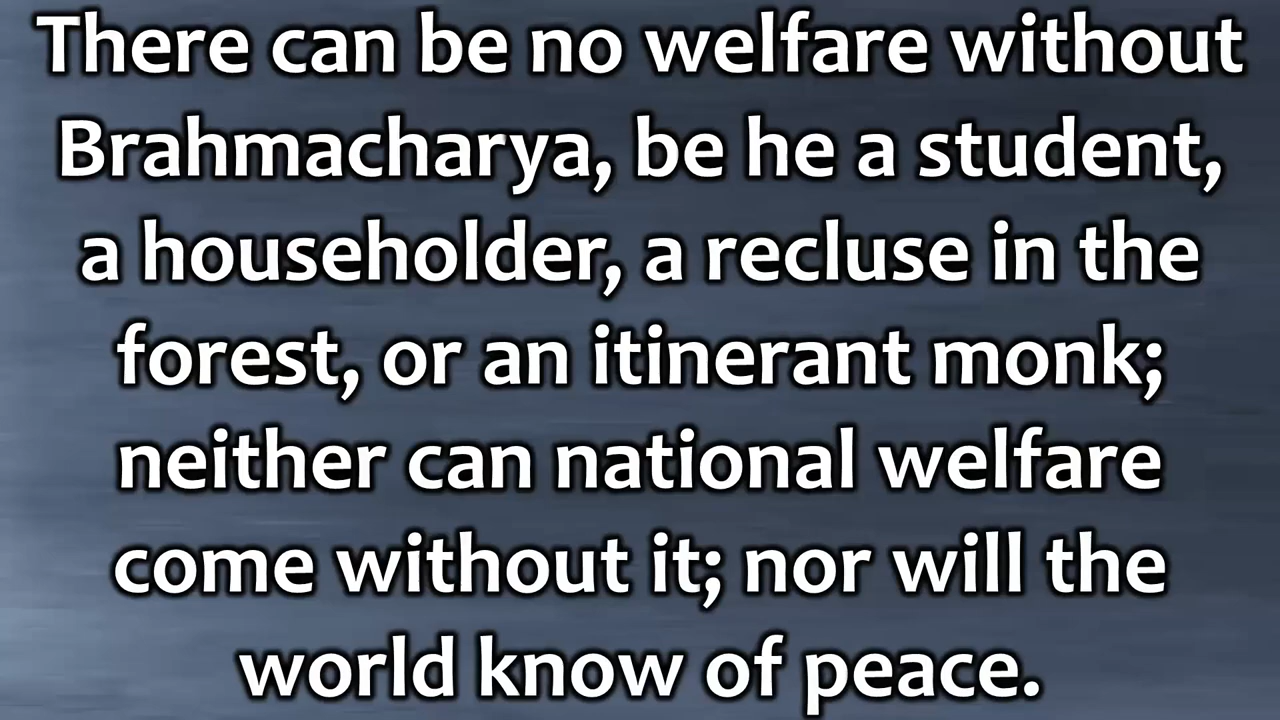 There can be no welfare without
Brahmacharya, be he a student,
a householder, a recluse in the
forest, or an itinerant monk;
neither can national welfare
come without it; nor will the
world know of peace.